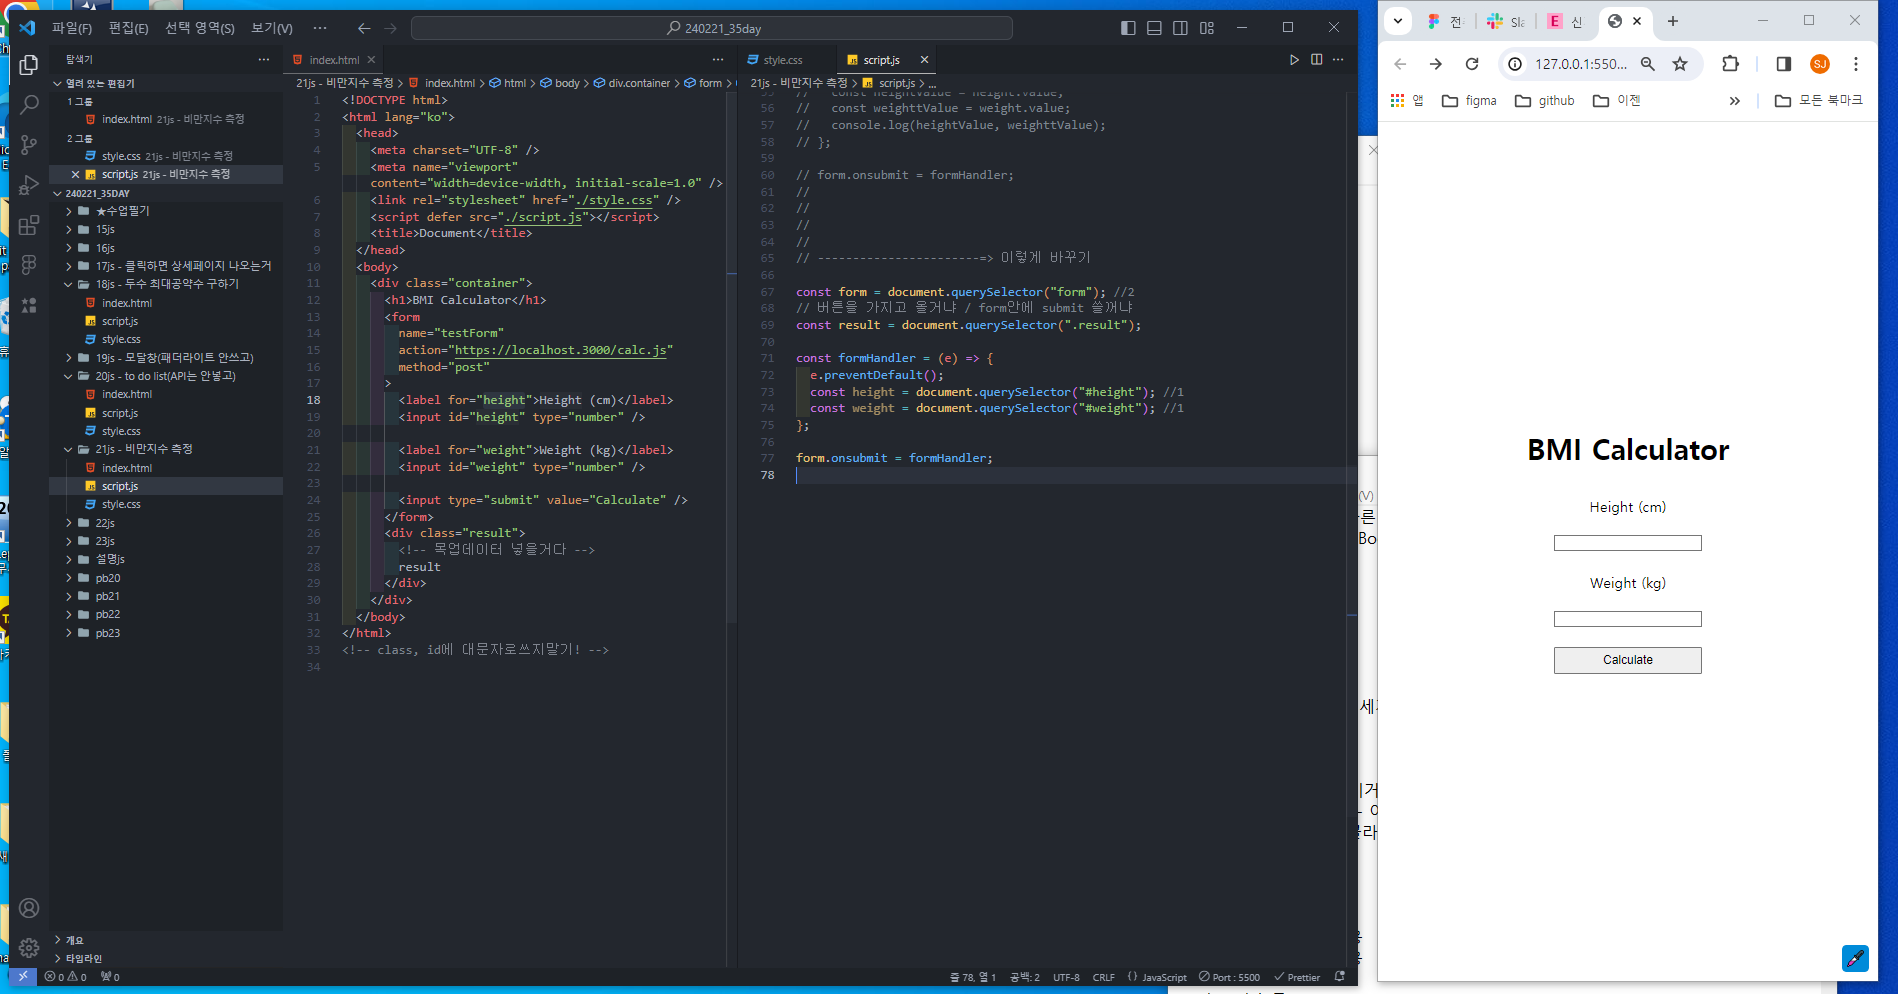 파일(F) 편집(E) 선택 영역(S) 보기(V) ··· 240221_35day
탐색기
열려 있는 편집기
1 그룹
index.html 21js - 비만지수 측정
2 그룹
style.css 21js - 비만지수 측정
script.js 21js - 비만지수 측정
240221_35DAY
★수업필기
15js
16js
17js - 클릭하면 상세페이지 나오는거
18js - 두수 최대공약수 구하기
index.html
script.js
style.css
19js - 모달창(패더라이트 안쓰고)
20js - to do list(API는 안넣고)
index.html
script.js
style.css
21js - 비만지수 측정
index.html
script.js
style.css
22js
23js
설명js
pb20
pb21
pb22
pb23
개요
타임라인
index.html
21js - 비만지수 측정 > index.html > html > body > div.container > form >
1 <!DOCTYPE html>
2 <html lang="ko">
3 <head>
4 <meta charset="UTF-8" />
5 <meta name="viewport"
content="width=device-width, initial-scale=1.0" />
6 <link rel="stylesheet" href="./style.css" />
7 <script defer src="./script.js"></script>
8 <title>Document</title>
9 </head>
10 <body>
11 <div class="container">
12 <h1>BMI Calculator</h1>
13 <form
14 name="testForm"
15 action="https://localhost.3000/calc.js"
16 method="post"
17 >
18 <label for="height">Height (cm)</label>
19 <input id="height" type="number" />
20
21 <label for="weight">Weight (kg)</label>
22 <input id="weight" type="number" />
23
24 <input type="submit" value="Calculate" />
25 </form>
26 <div class="result">
27 <!-- 목업데이터 넣을거다 -->
28 result
29 </div>
30 </div>
31 </body>
32 </html>
33 <!-- class, id에 대문자로쓰지말기! -->
34
style.css script.js
21js - 비만지수 측정 > script.js > ...
55 // const heightValue = height.value;
56 // const weighttValue = weight.value;
57 // console.log(heightValue, weighttValue);
58 // };
59
60 // form.onsubmit = formHandler;
61 //
62 //
63 //
64 //
65 // -----------------------=> 이렇게 바꾸기
66
67 const form = document.querySelector("form"); //2
68 // 버튼을 가지고 올거냐 / form안에 submit 쓸꺼냐
69 const result = document.querySelector(".result");
70
71 const formHandler = (e) => {
72 e.preventDefault();
73 const height = document.querySelector("#height"); //1
74 const weight = document.querySelector("#weight"); //1
75 };
76
77 form.onsubmit = formHandler;
78
0 0 0 줄 78, 열 1 공백: 2 UTF-8 CRLF {} JavaScript Port : 5500 Prettier
127.0.0.1:550...
SJ
앱 figma github 이젠 » 모든 북마크
BMI Calculator
Height (cm)
Weight (kg)
Calculate